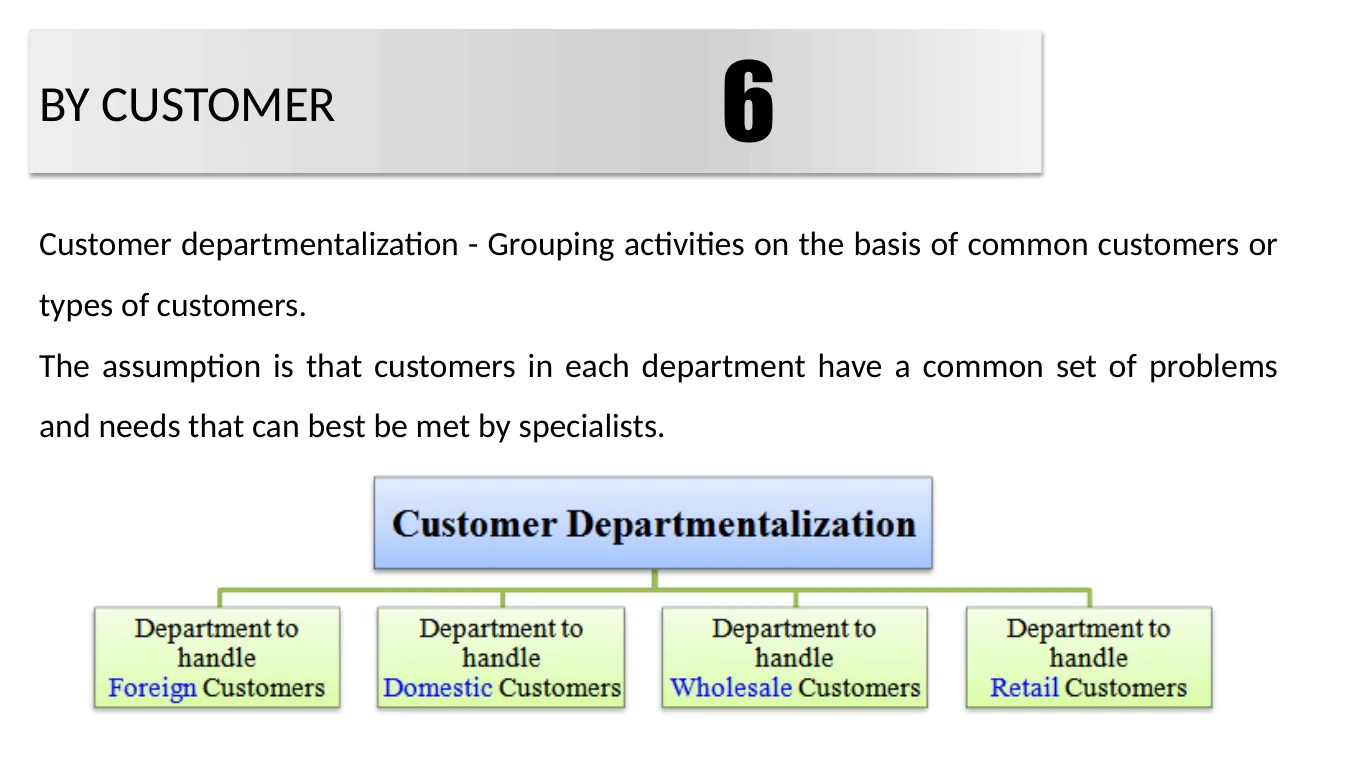 BY CUSTOMER
6
Customer departmentalization - Grouping activities on the basis of common customers or
types of customers.
The assumption is that customers in each department have a common set of problems
and needs that can best be met by specialists.
Customer Departmentalization
Department to
handle
Foreign Customers
Department to
handle
Domestic Customers
Department to
handle
Wholesale Customers
Department to
handle
Retail Customers